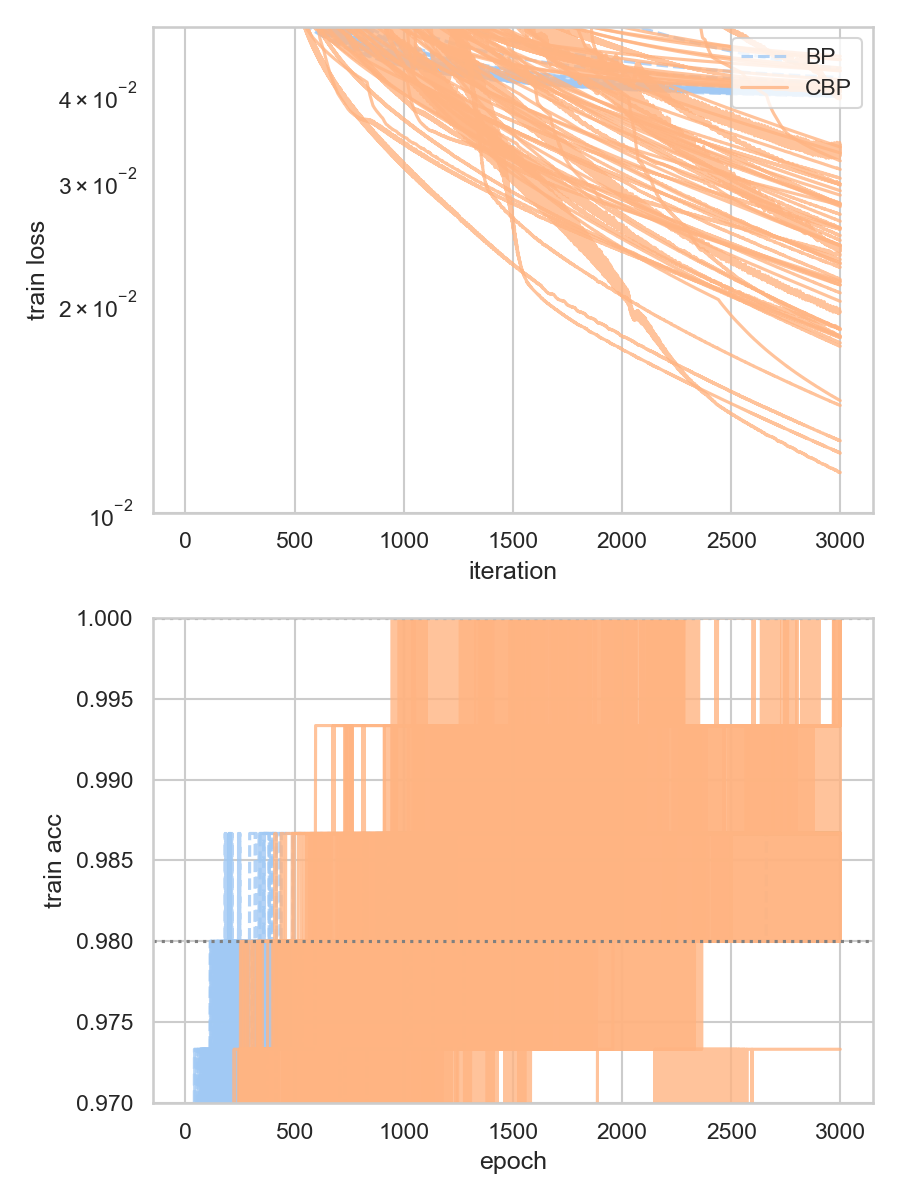 BP
CBP
4 × 10⁻²
3 × 10⁻²
2 × 10⁻²
10⁻²
train loss
0 500 1000 1500 2000 2500 3000
iteration
1.000
0.995
0.990
0.985
0.980
0.975
0.970
train acc
0 500 1000 1500 2000 2500 3000
epoch